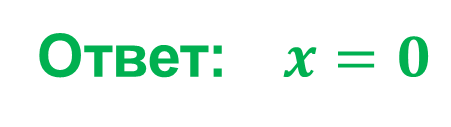 Ответ: x = 0